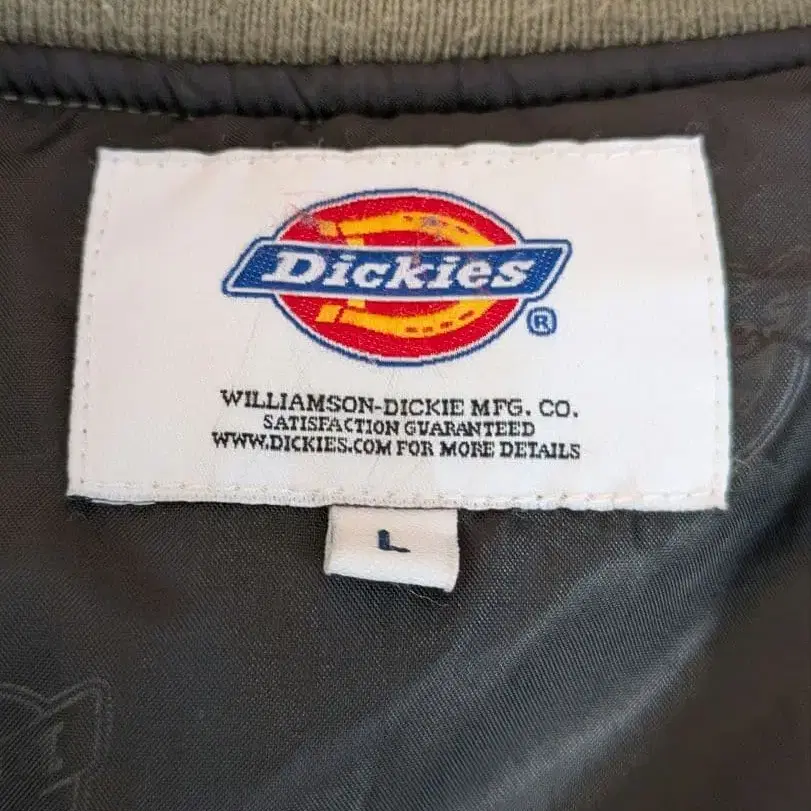 Dickies
®
WILLIAMSON-DICKIE MFG. CO.
SATISFACTION GUARANTEED
WWW.DICKIES.COM FOR MORE DETAILS
L